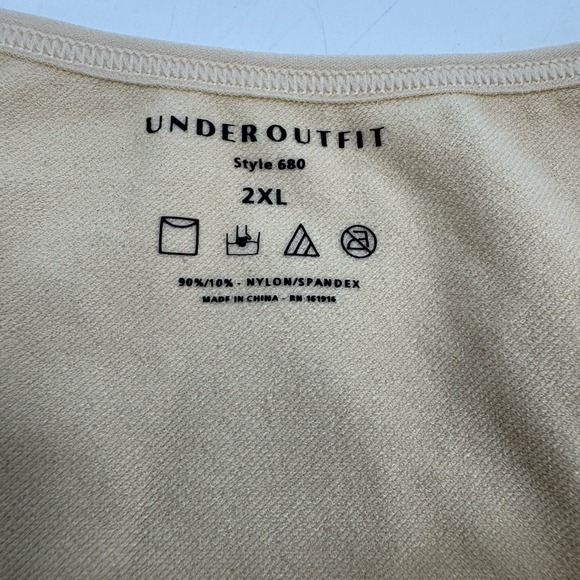 UNDEROUTFIT
Style 680
2XL
90%/10% - NYLON/SPANDEX
MADE IN CHINA - RN 161916